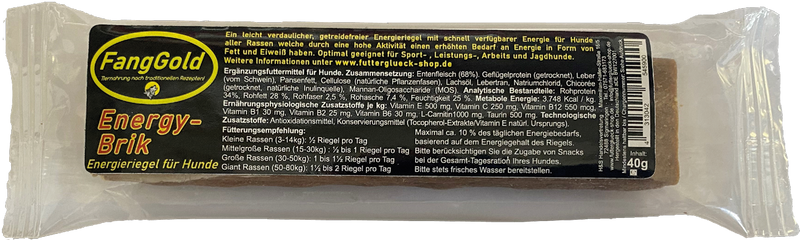 FangGold
Tiernahrung nach traditionellen Rezepten!
Energy-
Brik
Energieriegel für Hunde
Ein leicht verdaulicher, getreidefreier Energieriegel mit schnell verfügbarer Energie für Hunde
aller Rassen welche durch eine hohe Aktivität einen erhöhten Bedarf an Energie in Form von
Fett und Eiweiß haben. Optimal geeignet für Sport- , Leistungs-, Arbeits und Jagdhunde.
Weitere Informationen unter www.futterglueck-shop.de
Ergänzungsfuttermittel für Hunde. Zusammensetzung: Entenfleisch (68%). Geflügelprotein (getrocknet), Leber
(vom Schwein), Pansenfett, Cellulose (natürliche Pflanzenfasern), Lachsöl, Lebertran, Natriumchlorid, Chicoree
(getrocknet, natürliche Inulinquelle), Mannan-Oligosaccharide (MOS). Analytische Bestandteile: Rohprotein
34%, Rohfett 28 %, Rohfaser 2,5 %, Rohasche 7,4 %, Feuchtigkeit 25 %. Metabole Energie: 3.748 Kcal / kg
Ernährungsphysiologische Zusatzstoffe je kg: Vitamin E 500 mg, Vitamin C 250 mg, Vitamin B12 550 mcg,
Vitamin B1 30 mg, Vitamin B2 25 mg, Vitamin B6 30 mg, L-Carnitin1000 mg, Taurin 500 mg. Technologische
Zusatzstoffe: Antioxidationsmittel, Konservierungsmittel (Tocopherol-Extrakte/Vitamin E natürl. Ursprung).
Fütterungsempfehlung:
Kleine Rassen (3-14kg): ½ Riegel pro Tag
Mittelgroße Rassen (15-30kg) : ½ bis 1 Riegel pro Tag
Große Rassen (30-50kg): 1 bis 1½ Riegel pro Tag
Giant Rassen (50-80kg): 1½ bis 2 Riegel pro Tag
Maximal ca. 10 % des täglichen Energiebedarfs,
basierend auf dem Energiegehalt des Riegels.
Bitte berücksichtigen Sie die Zugabe von Snacks
bei der Gesamt-Tagesration Ihres Hundes.
Bitte stets frisches Wasser bereitstellen.
Inhalt:
40g